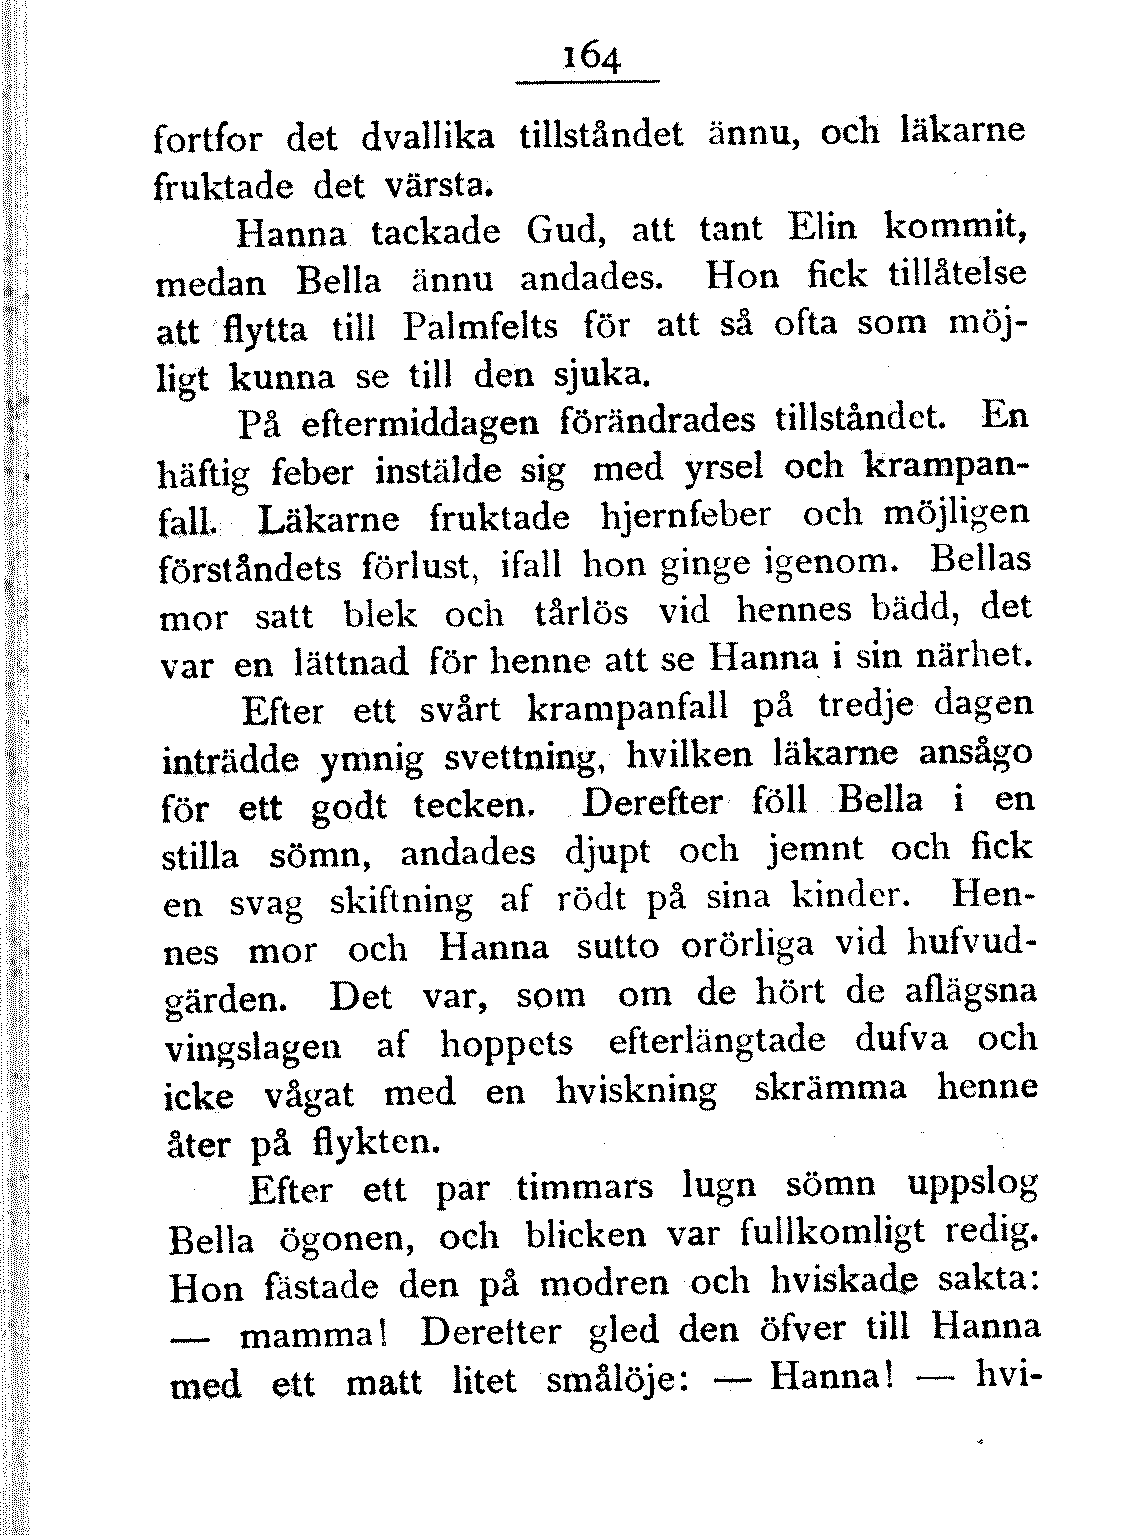 164
fortfor det dvallika tillståndet ännu, och läkarne
fruktade det värsta.
Hanna tackade Gud, att tant Elin kommit,
medan Bella ännu andades. Hon fick tillåtelse
att flytta till Palmfelts för att så ofta som möj-
ligt kunna se till den sjuka.
På eftermiddagen förändrades tillståndet. En
häftig feber instälde sig med yrsel och krampan-
fall. Läkarne fruktade hjernfeber och möjligen
förståndets förlust, ifall hon ginge igenom. Bellas
mor satt blek och tårlös vid hennes bädd, det
var en lättnad för henne att se Hanna i sin närhet.
Efter ett svårt krampanfall på tredje dagen
inträdde ymnig svettning, hvilken läkarne ansågo
för ett godt tecken. Derefter föll Bella i en
stilla sömn, andades djupt och jemnt och fick
en svag skiftning af rödt på sina kinder. Hen-
nes mor och Hanna sutto orörliga vid hufvud-
gärden. Det var, som om de hört de aflägsna
vingslagen af hoppets efterlängtade dufva och
icke vågat med en hviskning skrämma henne
åter på flykten.
Efter ett par timmars lugn sömn uppslog
Bella ögonen, och blicken var fullkomligt redig.
Hon fästade den på modren och hviskade sakta:
— mamma! Derefter gled den öfver till Hanna
med ett matt litet smålöje: — Hanna! — hvi-